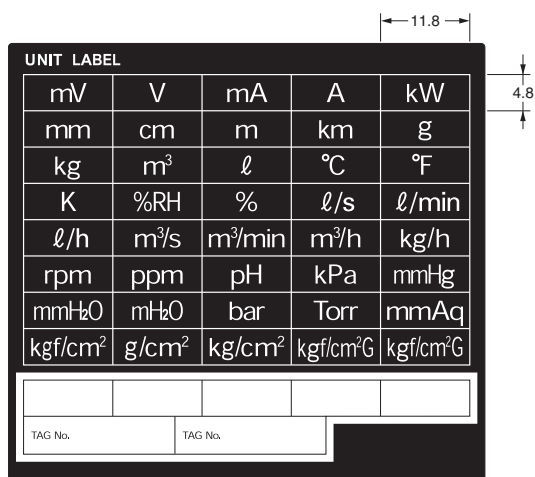 11.8
UNIT LABEL
4.8
mV V mA A kW
mm cm m km g
kg m³ ℓ °C °F
K %RH % ℓ/s ℓ/min
ℓ/h m³/s m³/min m³/h kg/h
rpm ppm pH kPa mmHg
mmH₂O mH₂O bar Torr mmAq
kgf/cm² g/cm² kg/cm² kgf/cm²G kgf/cm²G
TAG No. TAG No.